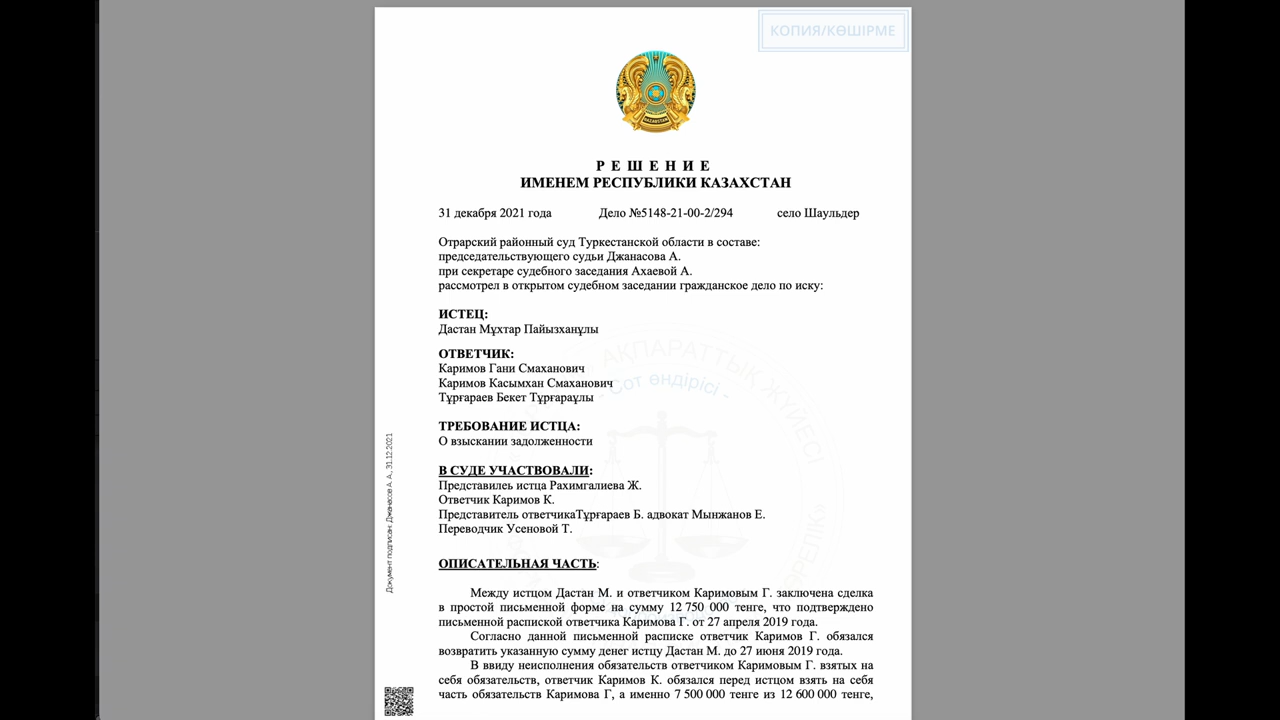 КОПИЯ/КӨШІРМЕ
KAZAKHSTAN
Р Е Ш Е Н И Е
ИМЕНЕМ РЕСПУБЛИКИ КАЗАХСТАН
31 декабря 2021 года Дело №5148-21-00-2/294 село Шаульдер
Отрарский районный суд Туркестанской области в составе:
председательствующего судьи Джанасова А.
при секретаре судебного заседания Ахаевой А.
рассмотрел в открытом судебном заседании гражданское дело по иску:
ИСТЕЦ:
Дастан Мұхтар Пайызханұлы
ОТВЕТЧИК:
Каримов Гани Смаханович
Каримов Касымхан Смаханович
Тұрғараев Бекет Тұрғараұлы
ТРЕБОВАНИЕ ИСТЦА:
О взыскании задолженности
В СУДЕ УЧАСТВОВАЛИ:
Представилеь истца Рахимгалиева Ж.
Ответчик Каримов К.
Представитель ответчикаТұрғараев Б. адвокат Мынжанов Е.
Переводчик Усеновой Т.
ОПИСАТЕЛЬНАЯ ЧАСТЬ:
Между истцом Дастан М. и ответчиком Каримовым Г. заключена сделка
в простой письменной форме на сумму 12 750 000 тенге, что подтверждено
письменной распиской ответчика Каримова Г. от 27 апреля 2019 года.
Согласно данной письменной расписке ответчик Каримов Г. обязался
возвратить указанную сумму денег истцу Дастан М. до 27 июня 2019 года.
В ввиду неисполнения обязательств ответчиком Каримовым Г. взятых на
себя обязательств, ответчик Каримов К. обязался перед истцом взять на себя
часть обязательств Каримова Г, а именно 7 500 000 тенге из 12 600 000 тенге,
Документ подписан: Джанасов А. А., 31.12.2021
АҚПАРАТТЫҚ ЖҮЙЕСІ
- Сот өндірісі -